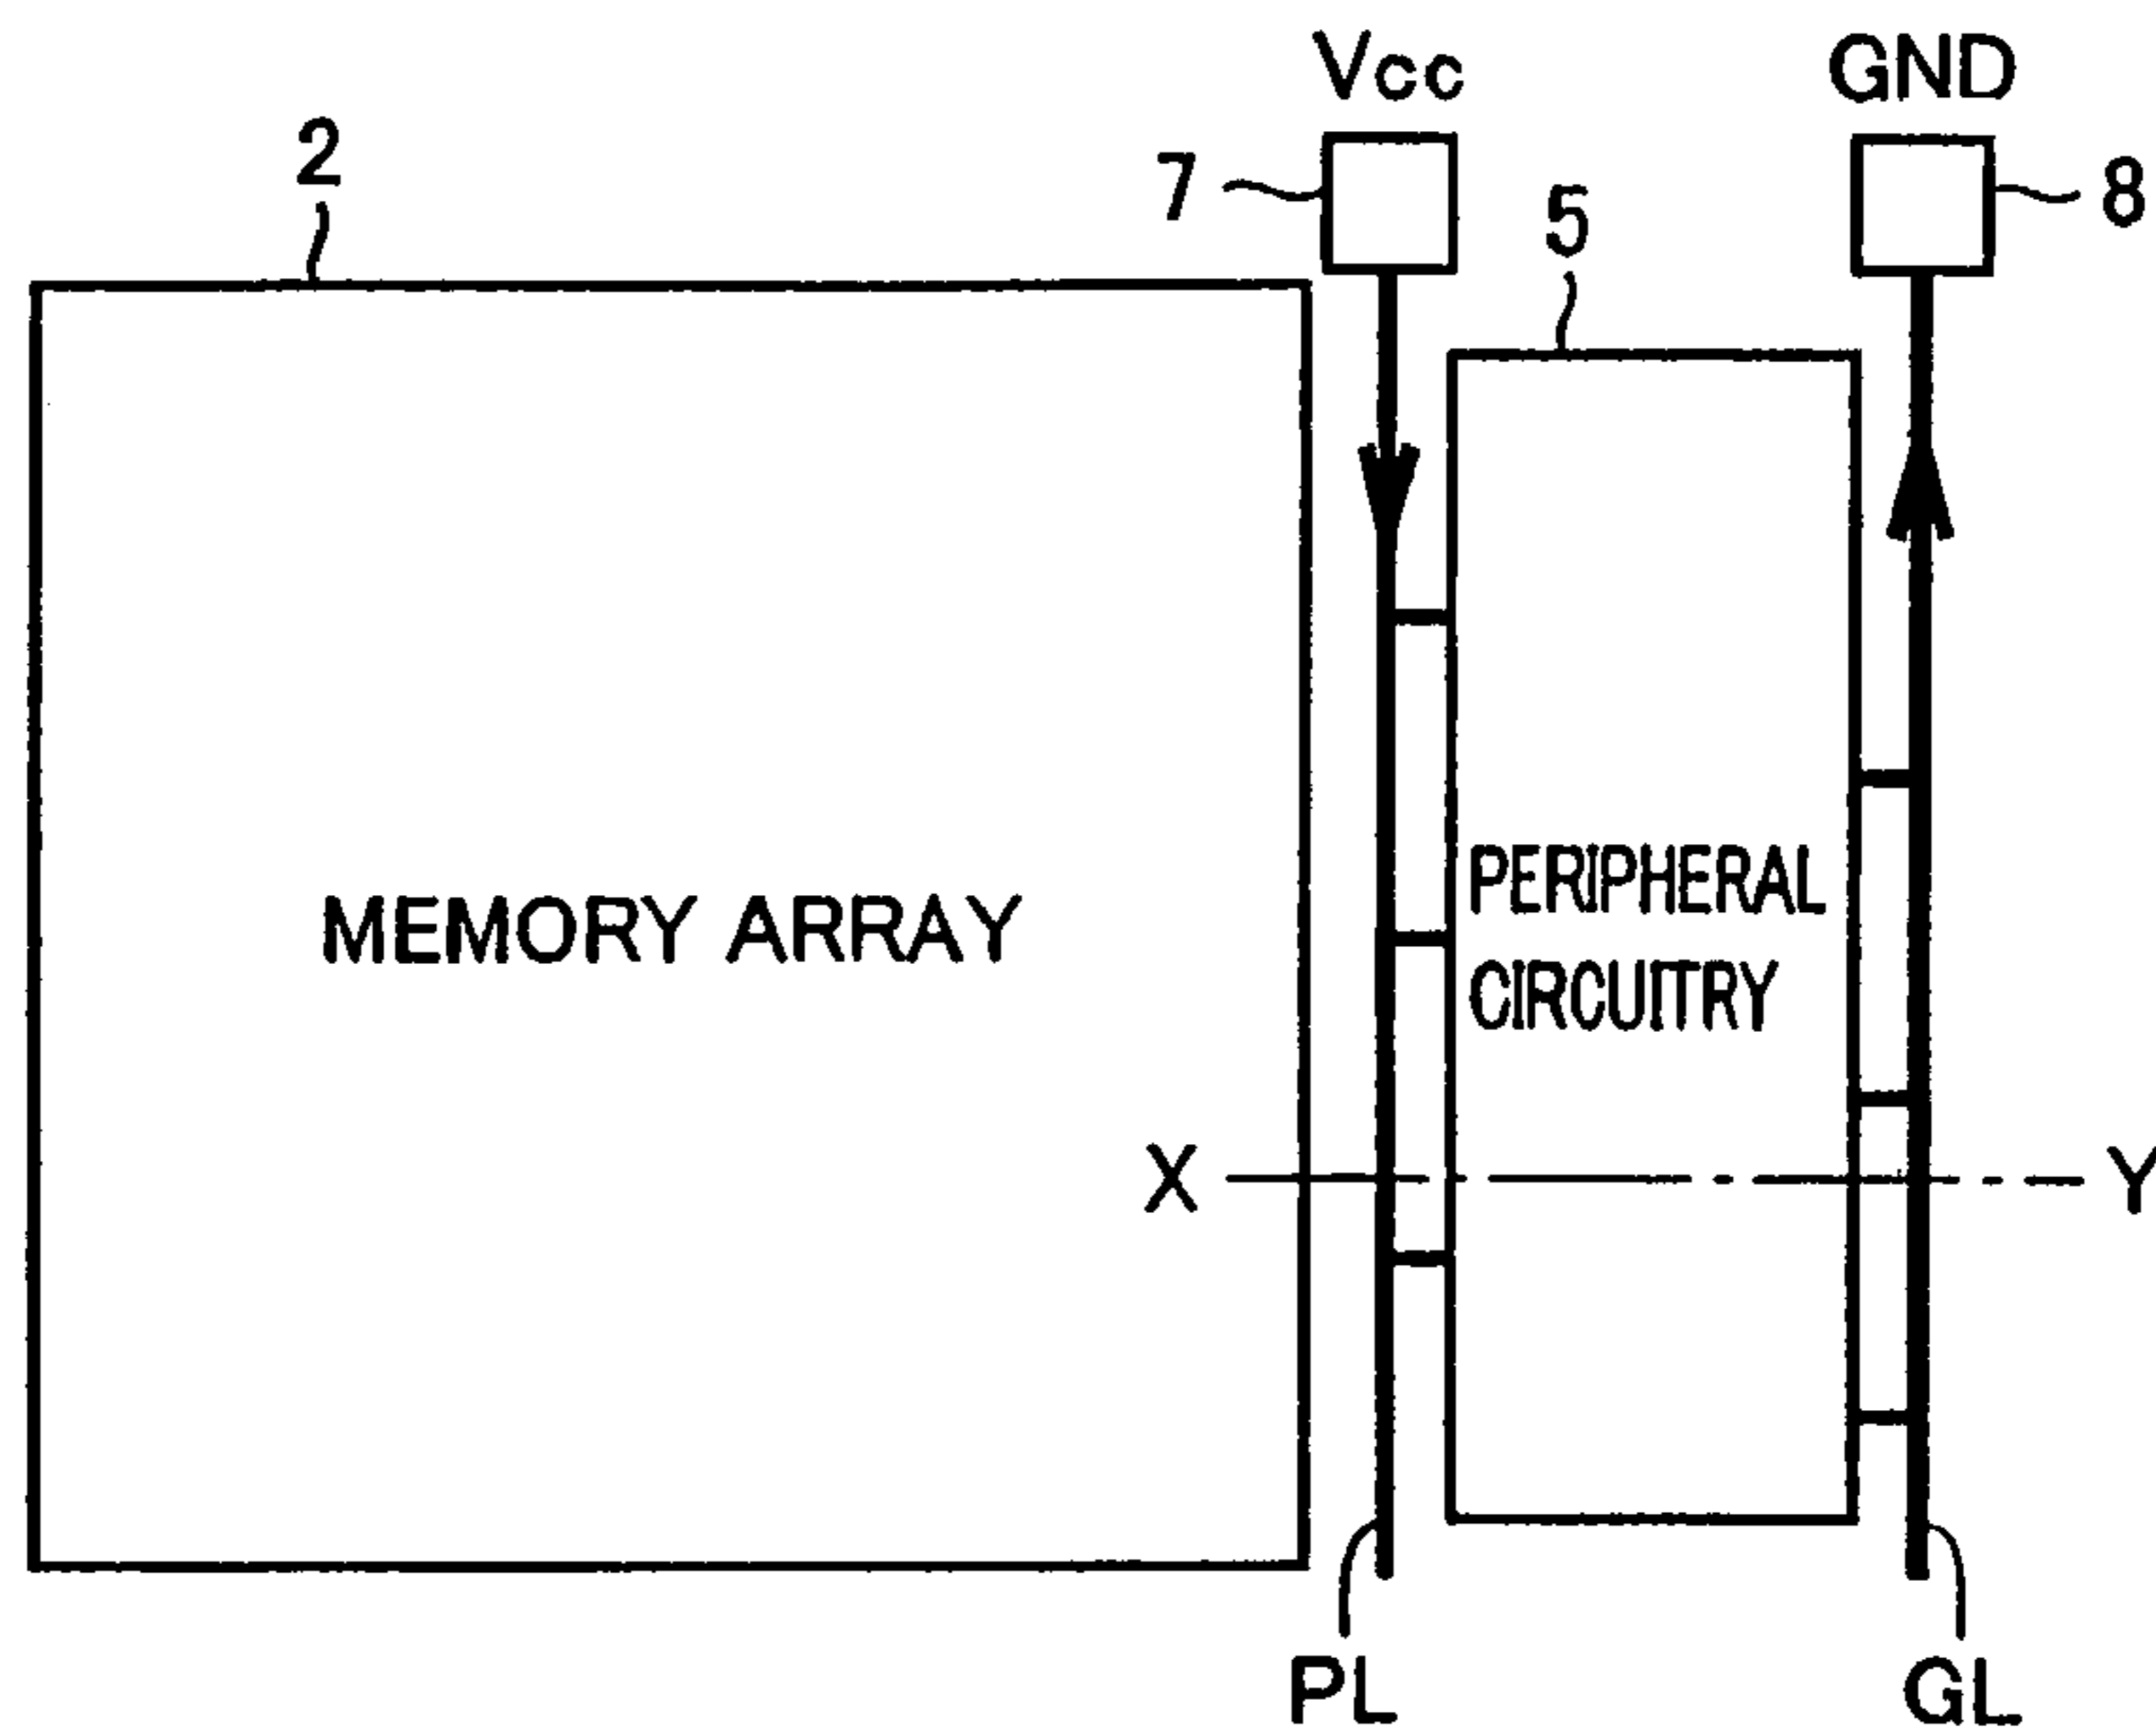 Vcc
GND
2
7
5
8
MEMORY ARRAY
PERIPHERAL
CIRCUITRY
X
Y
PL
GL